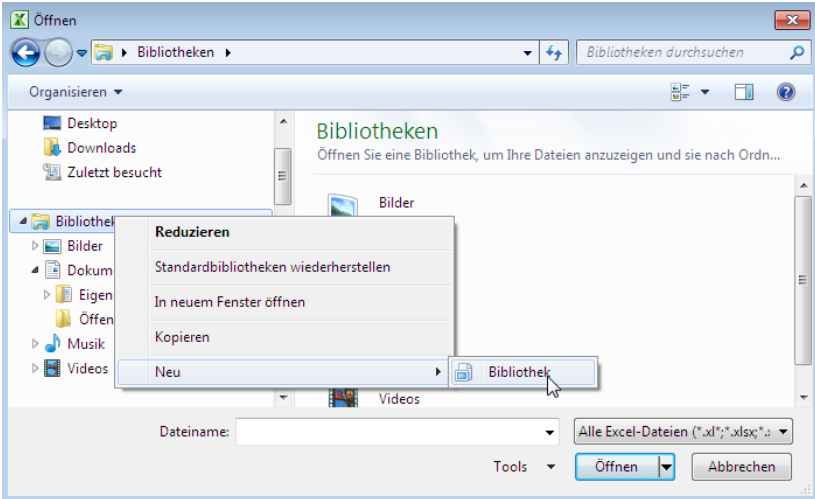 Öffnen
Bibliotheken
Bibliotheken durchsuchen
Organisieren
Desktop
Downloads
Zuletzt besucht
Bibliotheken
Öffnen Sie eine Bibliothek, um Ihre Dateien anzuzeigen und sie nach Ordn...
Bilder
Bibliothek
Reduzieren
Bilder
Standardbibliotheken wiederherstellen
Dokum
Eigen
In neuem Fenster öffnen
Öffen
Kopieren
Musik
Videos
Neu
Bibliothek
Videos
Dateiname:
Alle Excel-Dateien (*.xl*;*.xlsx;*.
Tools
Öffnen
Abbrechen